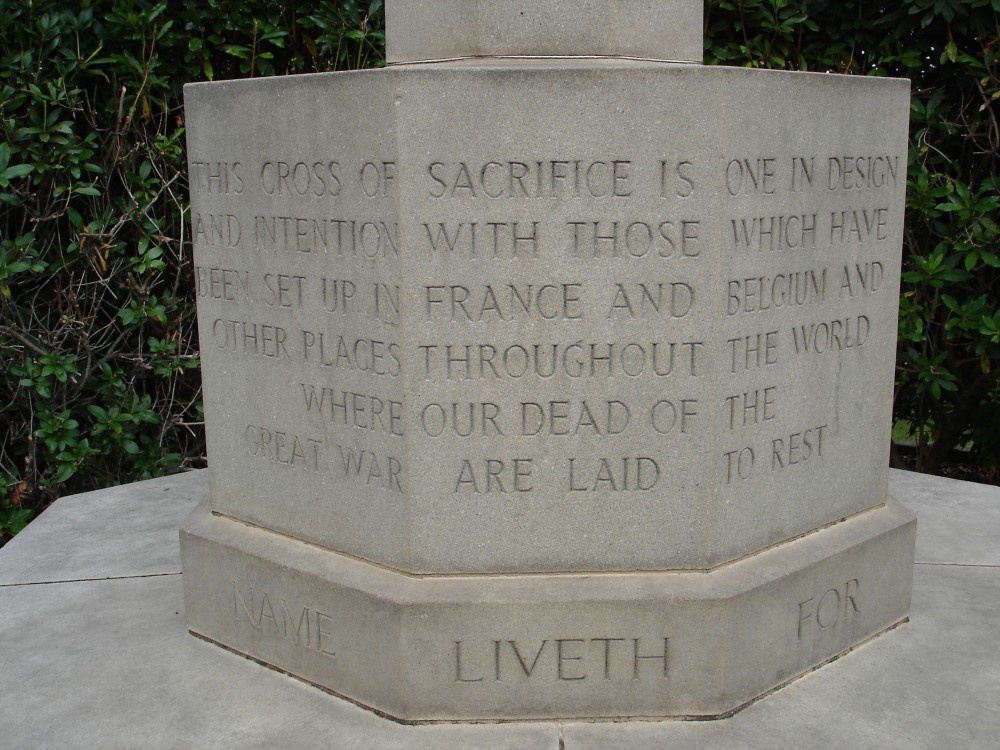 THIS CROSS OF SACRIFICE IS ONE IN DESIGN
AND INTENTION WITH THOSE WHICH HAVE
BEEN SET UP IN FRANCE AND BELGIUM AND
OTHER PLACES THROUGHOUT THE WORLD
WHERE OUR DEAD OF THE
GREAT WAR ARE LAID TO REST
NAME LIVETH FOR